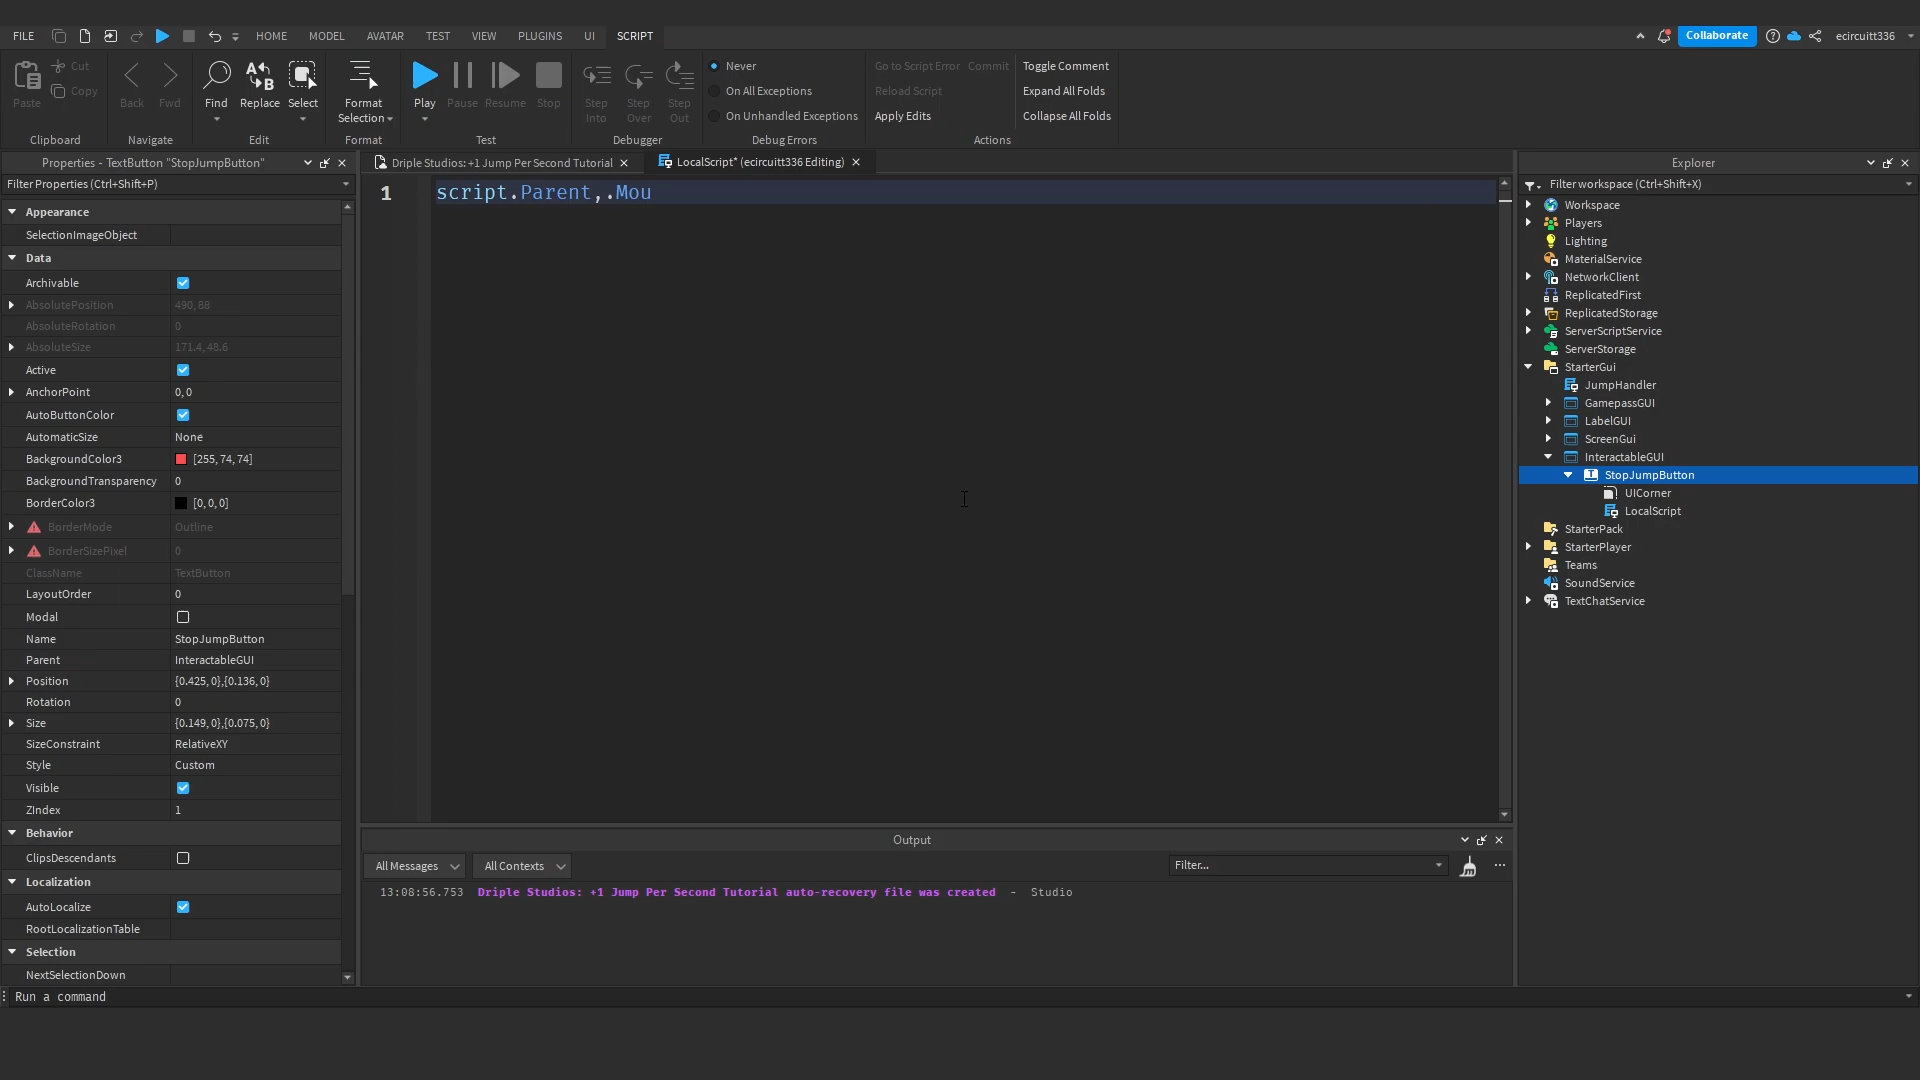 FILE HOME MODEL AVATAR TEST VIEW PLUGINS UI SCRIPT Collaborate ecircuitt336
Paste Cut Copy Back Fwd Find Replace Select Format Selection Play Pause Resume Stop Step Into Step Over Step Out
Never
On All Exceptions
On Unhandled Exceptions
Go to Script Error Commit
Reload Script
Apply Edits
Toggle Comment
Expand All Folds
Collapse All Folds
Clipboard Navigate Edit Format Test Debugger Debug Errors Actions
Properties - TextButton "StopJumpButton"
Filter Properties (Ctrl+Shift+P)
Appearance
SelectionImageObject
Data
Archivable
AbsolutePosition 490, 88
AbsoluteRotation 0
AbsoluteSize 171.4, 48.6
Active
AnchorPoint 0, 0
AutoButtonColor
AutomaticSize None
BackgroundColor3 [255, 74, 74]
BackgroundTransparency 0
BorderColor3 [0, 0, 0]
BorderMode Outline
BorderSizePixel 0
ClassName TextButton
LayoutOrder 0
Modal
Name StopJumpButton
Parent InteractableGUI
Position {0.425, 0},{0.136, 0}
Rotation 0
Size {0.149, 0},{0.075, 0}
SizeConstraint RelativeXY
Style Custom
Visible
ZIndex 1
Behavior
ClipsDescendants
Localization
AutoLocalize
RootLocalizationTable
Selection
NextSelectionDown
Driple Studios: +1 Jump Per Second Tutorial LocalScript* (ecircuitt336 Editing)
1 script.Parent,.Mou
Output
All Messages All Contexts Filter...
13:08:56.753 Driple Studios: +1 Jump Per Second Tutorial auto-recovery file was created - Studio
Explorer
Filter workspace (Ctrl+Shift+X)
Workspace
Players
Lighting
MaterialService
NetworkClient
ReplicatedFirst
ReplicatedStorage
ServerScriptService
ServerStorage
StarterGui
JumpHandler
GamepassGUI
LabelGUI
ScreenGui
InteractableGUI
StopJumpButton
UICorner
LocalScript
StarterPack
StarterPlayer
Teams
SoundService
TextChatService
Run a command